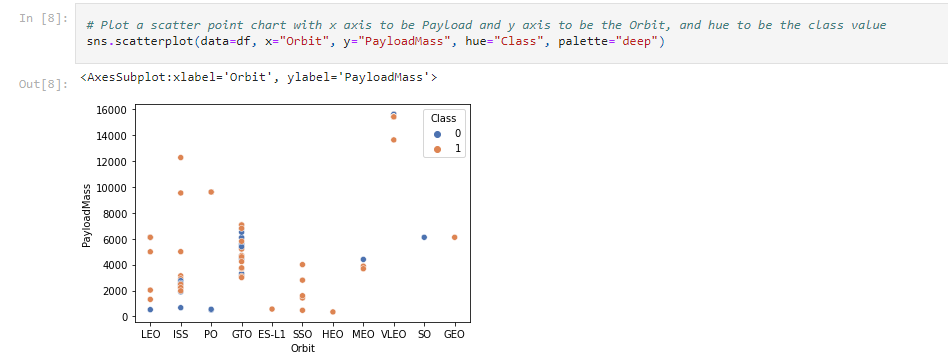 In [8]:
# Plot a scatter point chart with x axis to be Payload and y axis to be the Orbit, and hue to be the class value
sns.scatterplot(data=df, x="Orbit", y="PayloadMass", hue="Class", palette="deep")
Out[8]:
<AxesSubplot:xlabel='Orbit', ylabel='PayloadMass'>
Class
0
1
16000
14000
12000
10000
8000
6000
4000
2000
0
PayloadMass
LEO ISS PO GTO ES-L1 SSO HEO MEO VLEO SO GEO
Orbit